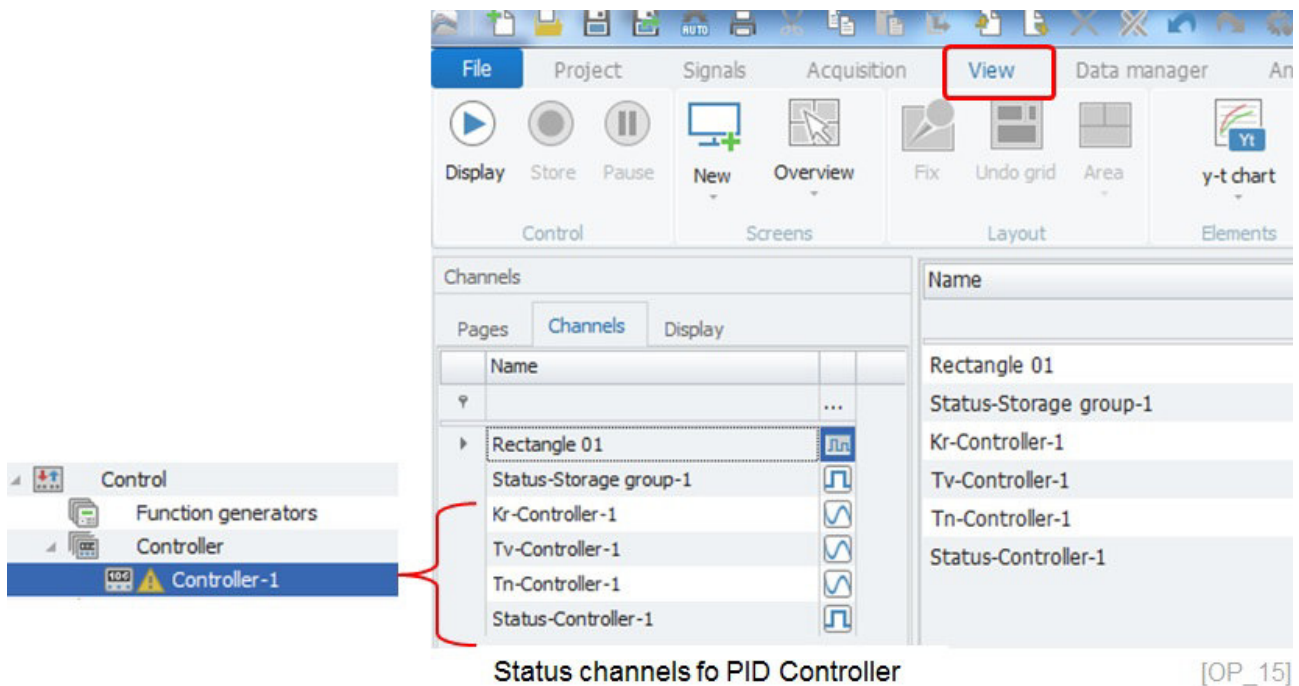 AUTO
File Project Signals Acquisition View Data manager An
Yt
Display Store Pause New Overview Fix Undo grid Area y-t chart
Control Screens Layout Elements
Channels
Name
Pages Channels Display
Name
...
Rectangle 01
Rectangle 01
Status-Storage group-1
Status-Storage group-1
Kr-Controller-1
Kr-Controller-1
Tv-Controller-1
Tv-Controller-1
Tn-Controller-1
Tn-Controller-1
Status-Controller-1
Status-Controller-1
Control
Function generators
Controller
Controller-1
Status channels fo PID Controller
[OP_15]